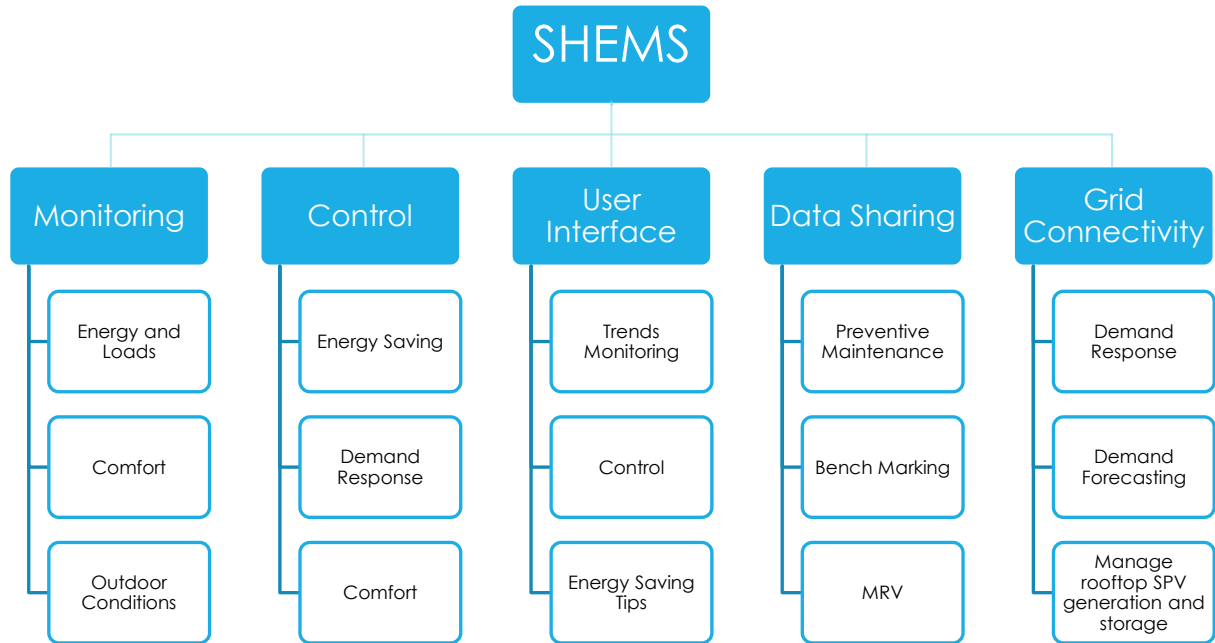 SHEMS
Monitoring
Energy and
Loads
Comfort
Outdoor
Conditions
Control
Energy Saving
Demand
Response
Comfort
User
Interface
Trends
Monitoring
Control
Energy Saving
Tips
Data Sharing
Preventive
Maintenance
Bench Marking
MRV
Grid
Connectivity
Demand
Response
Demand
Forecasting
Manage
rooftop SPV
generation and
storage